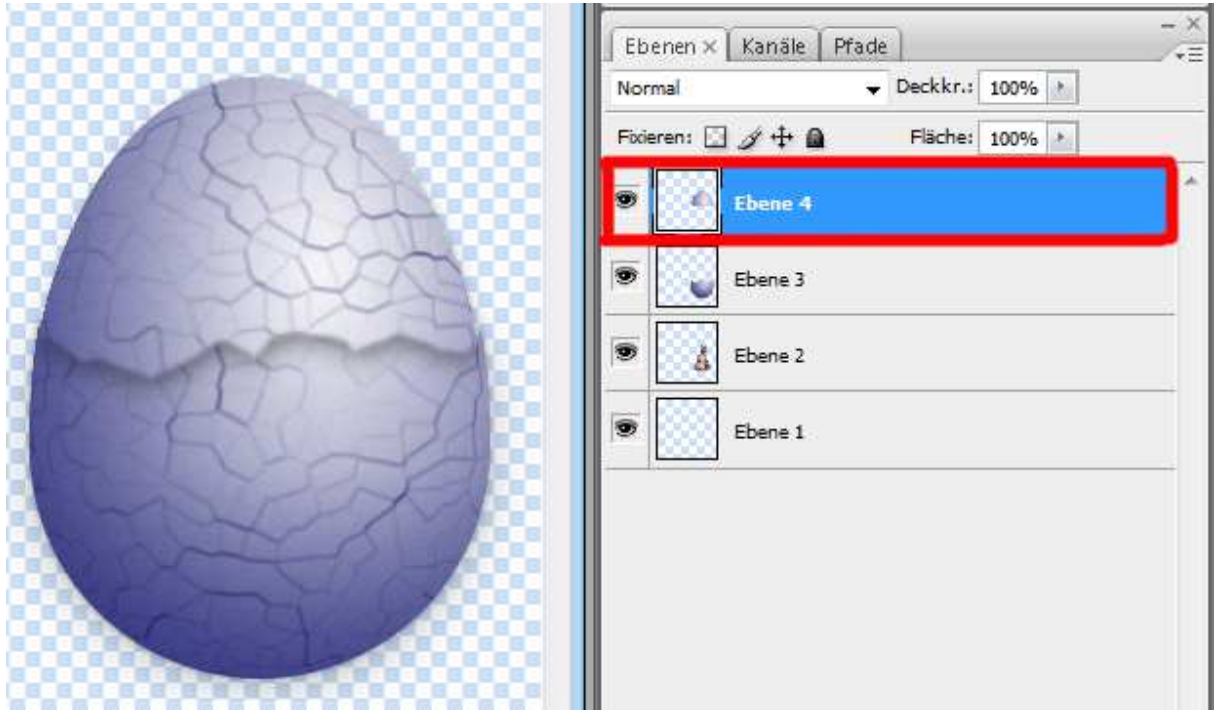 Ebenen × Kanäle Pfade
Normal Deckkr.: 100%
Fixieren: Fläche: 100%
Ebene 4
Ebene 3
Ebene 2
Ebene 1